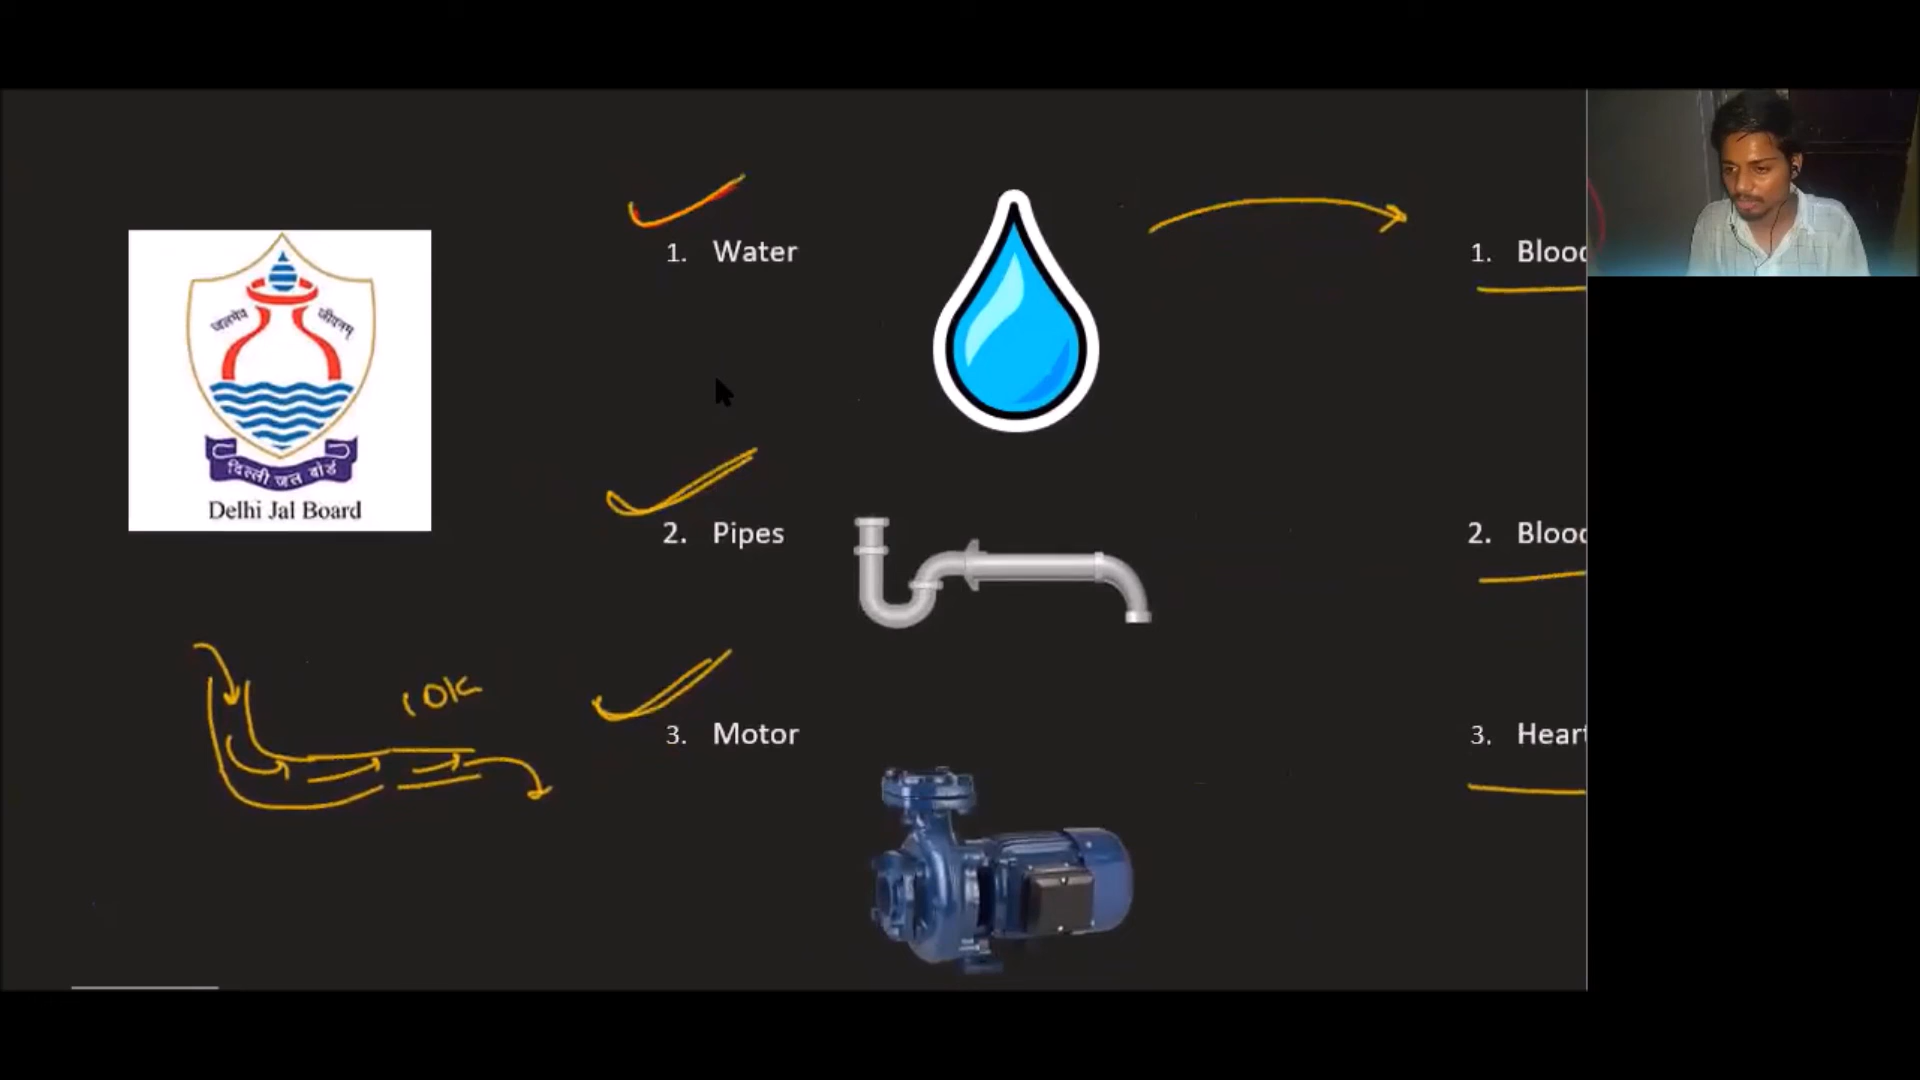 जलमेव जीवनम्
दिल्ली जल बोर्ड
Delhi Jal Board
1. Water
2. Pipes
3. Motor
10K
1. Blood
2. Blood
3. Heart